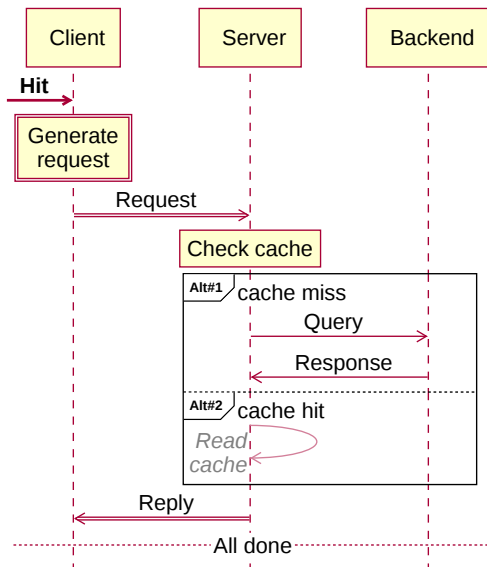 Client Server Backend
Hit
Generate
request
Request
Check cache
Alt#1 cache miss
Query
Response
Alt#2 cache hit
Read
cache
Reply
All done